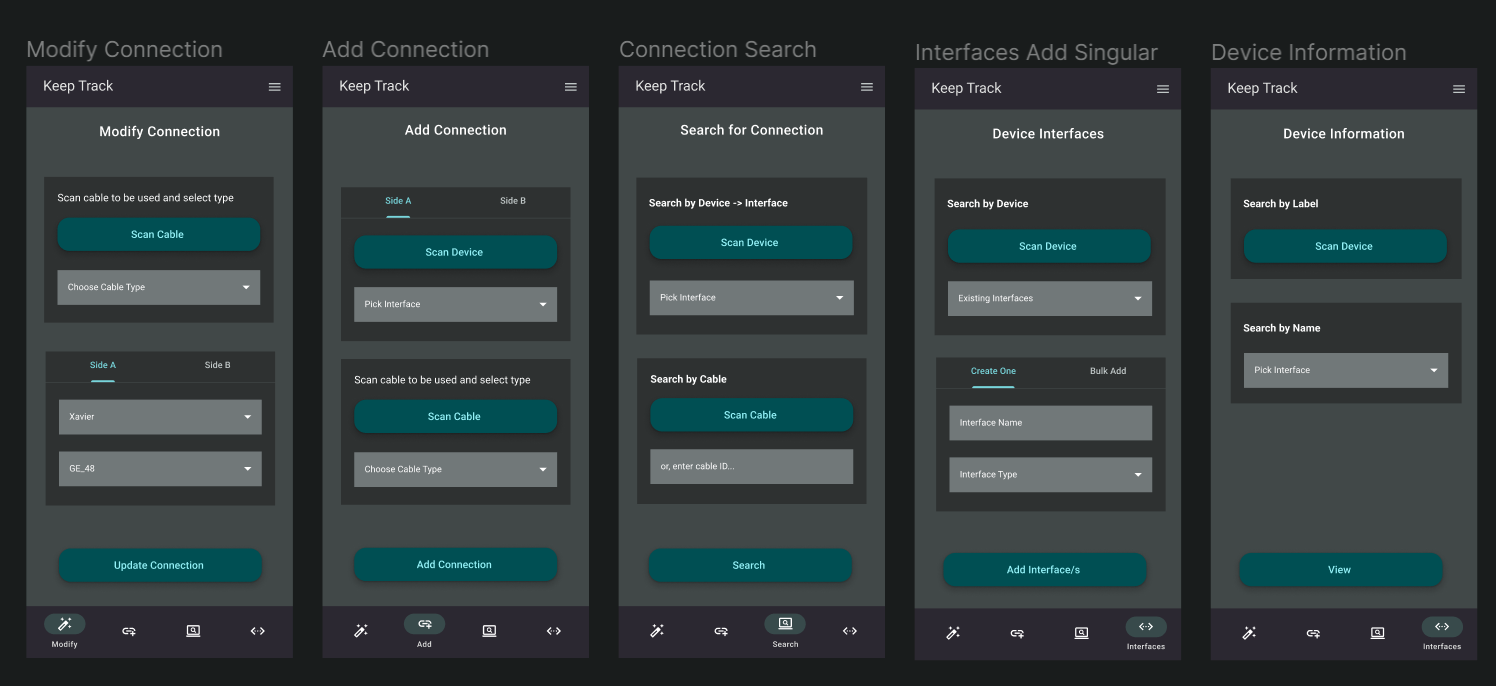 Modify Connection
Keep Track
Modify Connection
Scan cable to be used and select type
Scan Cable
Choose Cable Type
Side A
Side B
Xavier
GE_48
Update Connection
Modify
Add Connection
Keep Track
Add Connection
Side A
Side B
Scan Device
Pick Interface
Scan cable to be used and select type
Scan Cable
Choose Cable Type
Add Connection
Add
Connection Search
Keep Track
Search for Connection
Search by Device -> Interface
Scan Device
Pick Interface
Search by Cable
Scan Cable
or, enter cable ID...
Search
Search
Interfaces Add Singular
Keep Track
Device Interfaces
Search by Device
Scan Device
Existing Interfaces
Create One
Bulk Add
Interface Name
Interface Type
Add Interface/s
Interfaces
Device Information
Keep Track
Device Information
Search by Label
Scan Device
Search by Name
Pick Interface
View
Interfaces